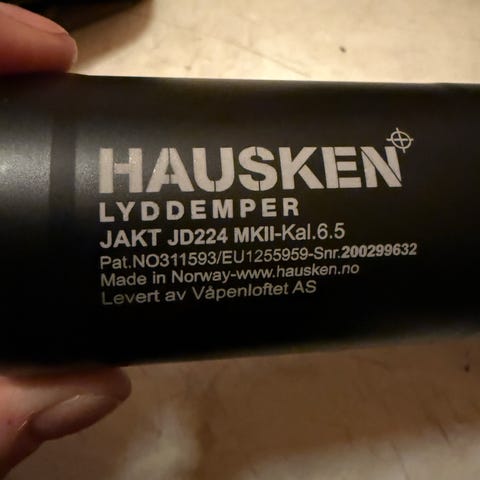 HAUSKEN
LYDDEMPER
JAKT JD224 MKII-Kal.6.5
Pat.NO311593/EU1255959-Snr.200299632
Made in Norway-www.hausken.no
Levert av Våpenloftet AS